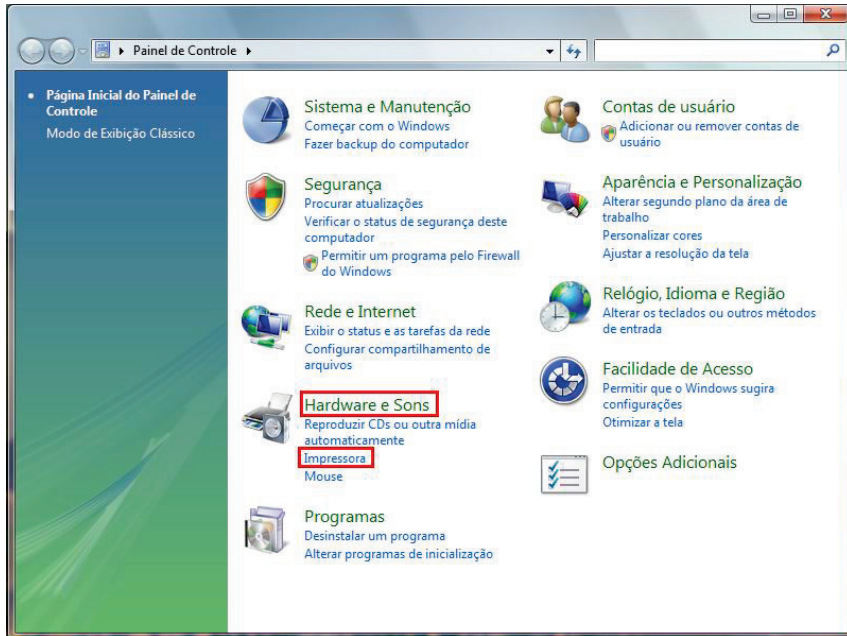 Painel de Controle
Página Inicial do Painel de
Controle
Modo de Exibição Clássico
Sistema e Manutenção
Começar com o Windows
Fazer backup do computador
Segurança
Procurar atualizações
Verificar o status de segurança deste
computador
Permitir um programa pelo Firewall
do Windows
Rede e Internet
Exibir o status e as tarefas da rede
Configurar compartilhamento de
arquivos
Hardware e Sons
Reproduzir CDs ou outra mídia
automaticamente
Impressora
Mouse
Programas
Desinstalar um programa
Alterar programas de inicialização
Contas de usuário
Adicionar ou remover contas de
usuário
Aparência e Personalização
Alterar segundo plano da área de
trabalho
Personalizar cores
Ajustar a resolução da tela
Relógio, Idioma e Região
Alterar os teclados ou outros métodos
de entrada
Facilidade de Acesso
Permitir que o Windows sugira
configurações
Otimizar a tela
Opções Adicionais